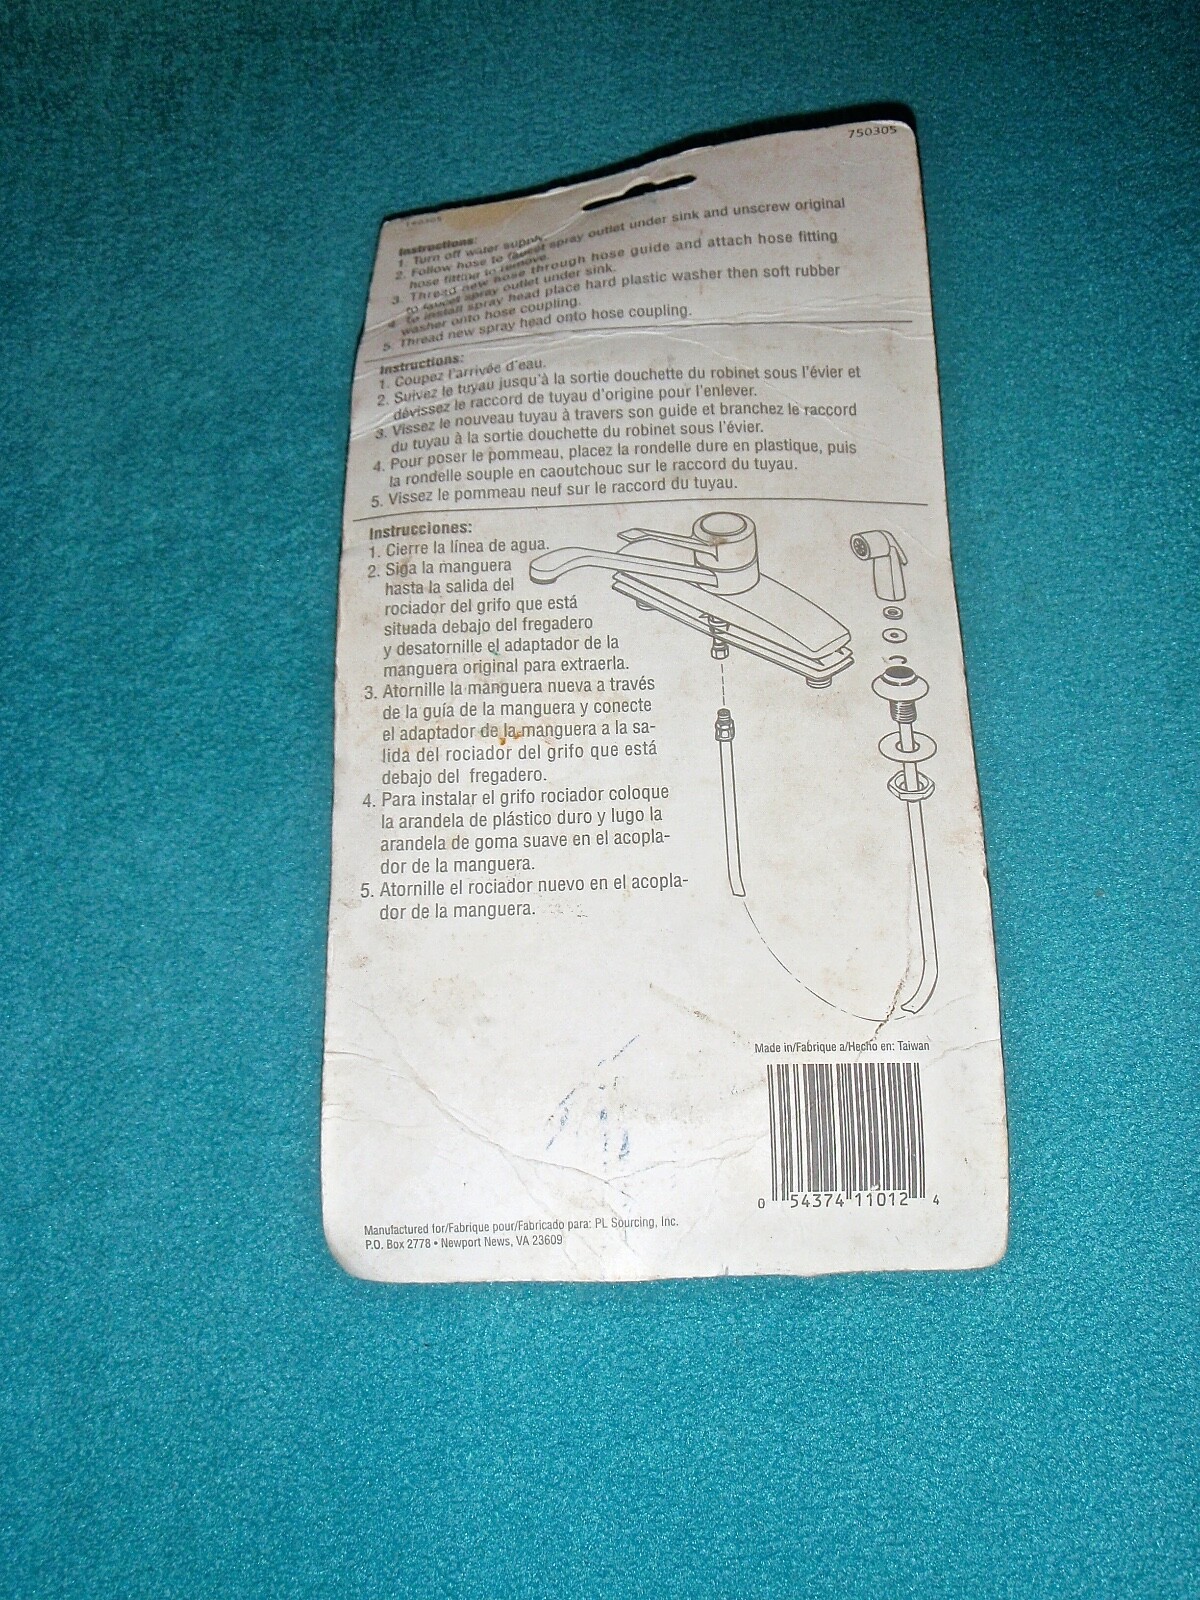 750305
Instructions:
1. Turn off water supply.
2. Follow hose to faucet spray outlet under sink and unscrew original
hose fitting to remove.
3. Thread new hose through hose guide and attach hose fitting
to faucet spray outlet under sink.
4. To install spray head place hard plastic washer then soft rubber
washer onto hose coupling.
5. Thread new spray head onto hose coupling.
Instructions:
1. Coupez l'arrivée d'eau.
2. Suivez le tuyau jusqu'à la sortie douchette du robinet sous l'évier et
dévissez le raccord de tuyau d'origine pour l'enlever.
3. Vissez le nouveau tuyau à travers son guide et branchez le raccord
du tuyau à la sortie douchette du robinet sous l'évier.
4. Pour poser le pommeau, placez la rondelle dure en plastique, puis
la rondelle souple en caoutchouc sur le raccord du tuyau.
5. Vissez le pommeau neuf sur le raccord du tuyau.
Instrucciones:
1. Cierre la línea de agua.
2. Siga la manguera
hasta la salida del
rociador del grifo que está
situada debajo del fregadero
y desatornille el adaptador de la
manguera original para extraerla.
3. Atornille la manguera nueva a través
de la guía de la manguera y conecte
el adaptador de la manguera a la sa-
lida del rociador del grifo que está
debajo del fregadero.
4. Para instalar el grifo rociador coloque
la arandela de plástico duro y lugo la
arandela de goma suave en el acopla-
dor de la manguera.
5. Atornille el rociador nuevo en el acopla-
dor de la manguera.
Made in/Fabrique a/Hecho en: Taiwan
0 54374 11012 4
Manufactured for/Fabrique pour/Fabricado para: PL Sourcing, Inc.
P.O. Box 2778 • Newport News, VA 23609